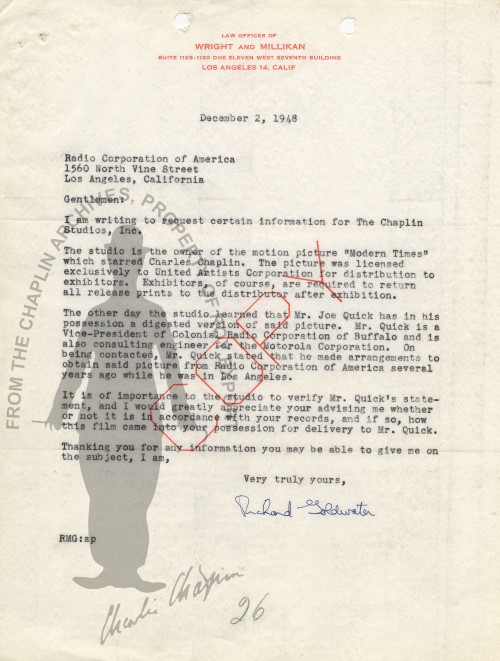 LAW OFFICES OF
WRIGHT AND MILLIKAN
SUITE 1125-1130 ONE ELEVEN WEST SEVENTH BUILDING
LOS ANGELES 14, CALIF
December 2, 1948
Radio Corporation of America
1560 North Vine Street
Los Angeles, California
Gentlemen:
I am writing to request certain information for The Chaplin
Studios, Inc.
The studio is the owner of the motion picture "Modern Times"
which starred Charles Chaplin. The picture was licensed
exclusively to United Artists Corporation for distribution to
exhibitors. Exhibitors, of course, are required to return
all release prints to the distributor after exhibition.
The other day the studio learned that Mr. Joe Quick has in his
possession a digested version of said picture. Mr. Quick is a
Vice-President of Colonial Radio Corporation of Buffalo and is
also consulting engineer for the Motorola Corporation. On
being contacted, Mr. Quick stated that he made arrangements to
obtain said picture from Radio Corporation of America several
years ago while he was in Los Angeles.
It is of importance to the studio to verify Mr. Quick's state-
ment, and I would greatly appreciate your advising me whether
or not it is in accordance with your records, and if so, how
this film came into your possession for delivery to Mr. Quick.
Thanking you for any information you may be able to give me on
the subject, I am,
Very truly yours,
Richard Goldwater
RMG:ap
Charlie Chaplin
26
FROM THE CHAPLIN ARCHIVES, PROPERTY OF